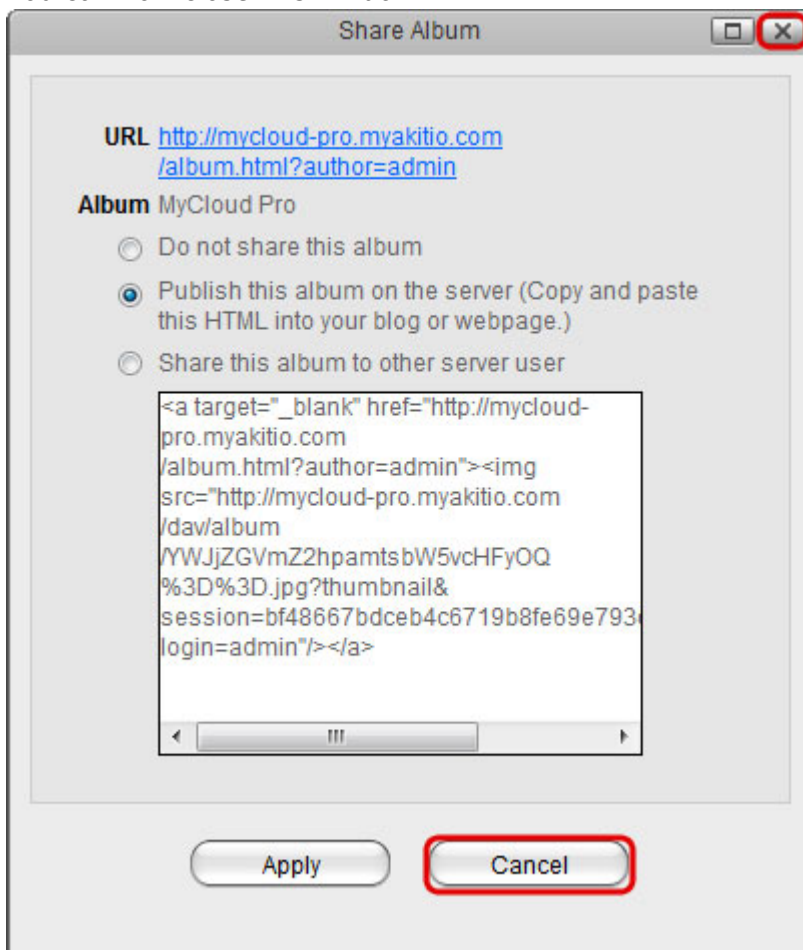 Share Album
URL http://mycloud-pro.myakitio.com
/album.html?author=admin
Album MyCloud Pro
Do not share this album
Publish this album on the server (Copy and paste
this HTML into your blog or webpage.)
Share this album to other server user
<a target="_blank" href="http://mycloud-
pro.myakitio.com
/album.html?author=admin"><img
src="http://mycloud-pro.myakitio.com
/dav/album
/YWJjZGVmZ2hpamtsbW5vcHFyOQ
%3D%3D.jpg?thumbnail&
session=bf48667bdceb4c6719b8fe69e793
login=admin"/></a>
Apply Cancel